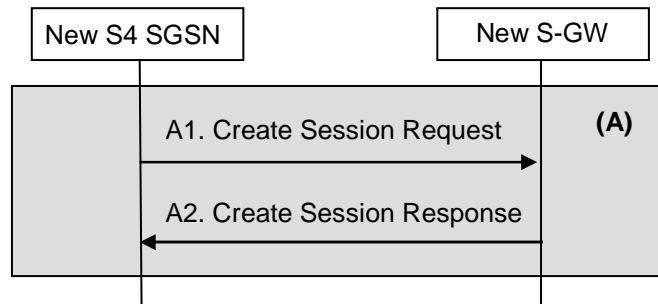 New S4 SGSN
New S-GW
(A)
A1. Create Session Request
A2. Create Session Response